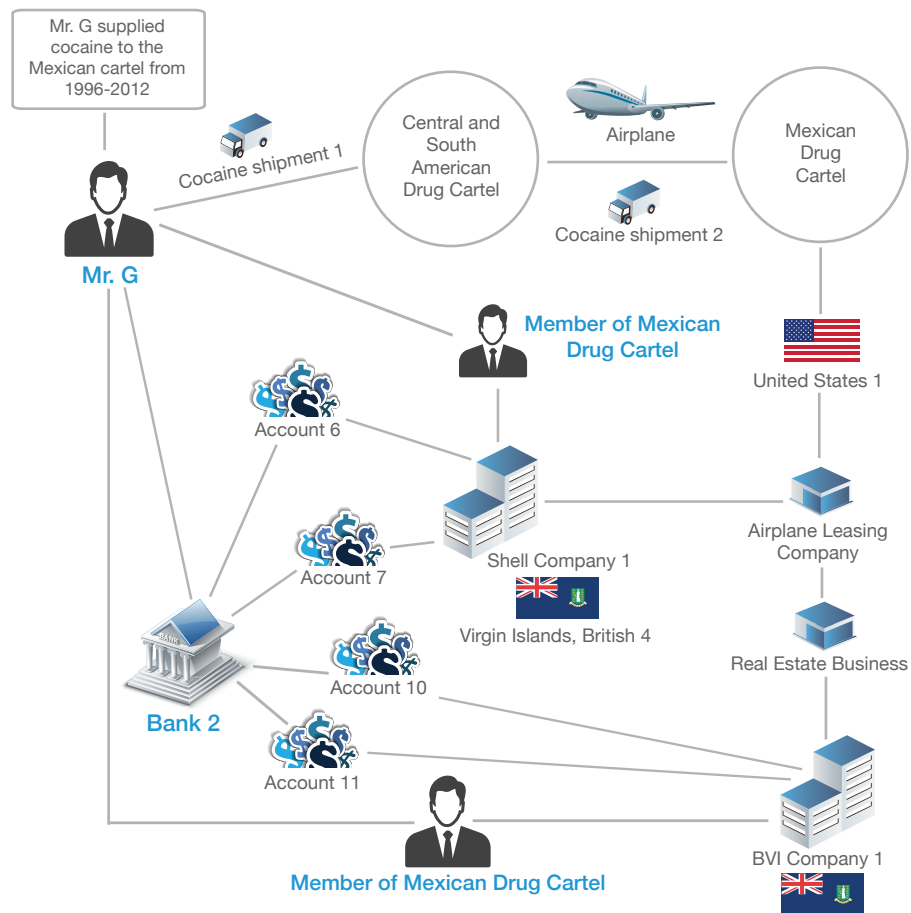 Mr. G supplied
cocaine to the
Mexican cartel from
1996-2012
Cocaine shipment 1
Central and
South
American
Drug Cartel
Airplane
Cocaine shipment 2
Mexican
Drug
Cartel
Mr. G
Member of Mexican
Drug Cartel
United States 1
Account 6
Account 7
Shell Company 1
Virgin Islands, British 4
Airplane Leasing
Company
Real Estate Business
BANK
Bank 2
Account 10
Account 11
Member of Mexican Drug Cartel
BVI Company 1